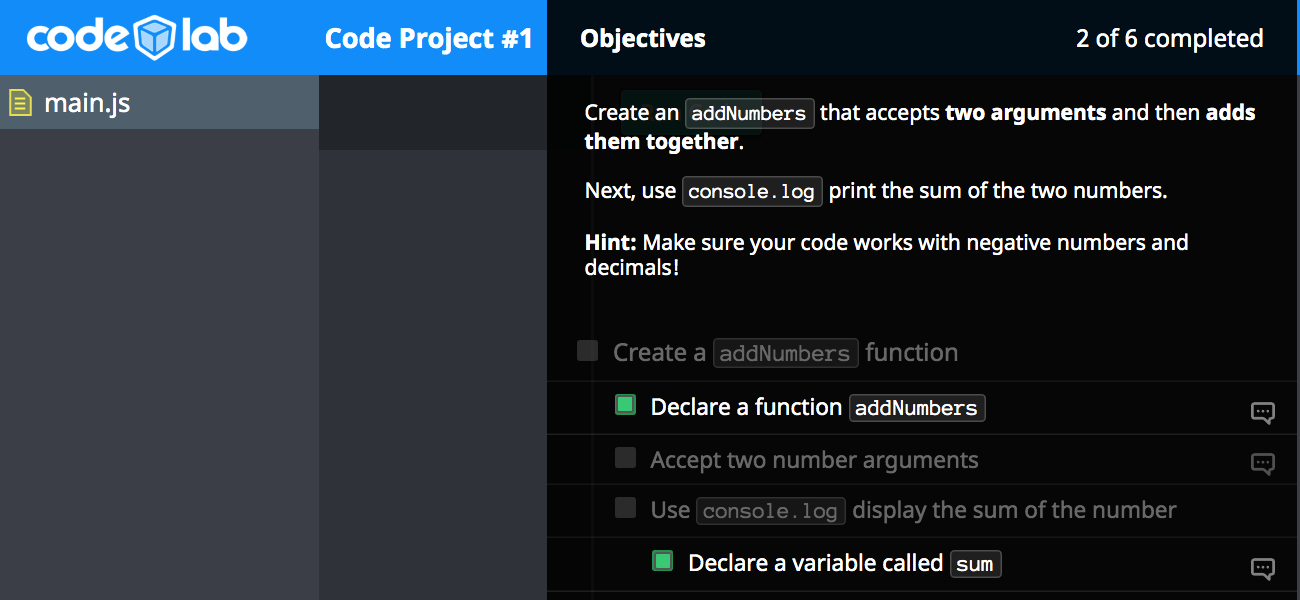 code lab
Code Project #1
Objectives
2 of 6 completed
main.js
Create an addNumbers that accepts two arguments and then adds
them together.
Next, use console.log print the sum of the two numbers.
Hint: Make sure your code works with negative numbers and
decimals!
Create a addNumbers function
Declare a function addNumbers
Accept two number arguments
Use console.log display the sum of the number
Declare a variable called sum